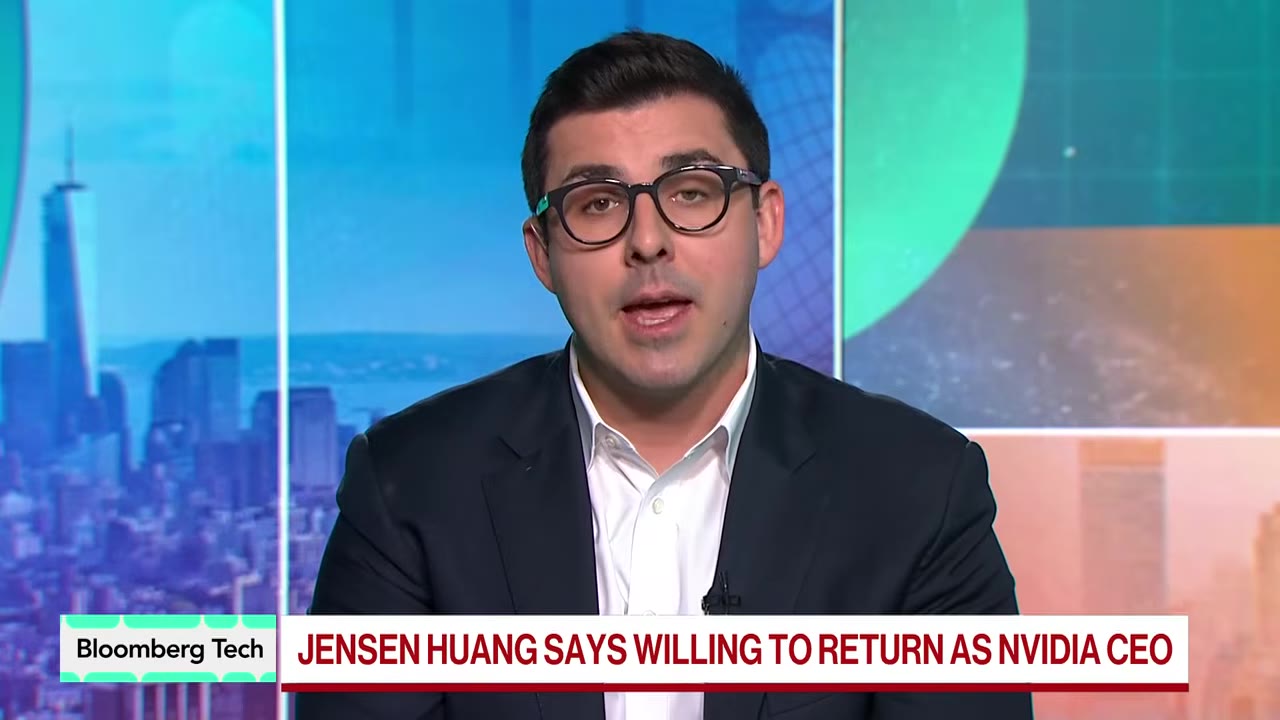 Bloomberg Tech
JENSEN HUANG SAYS WILLING TO RETURN AS NVIDIA CEO